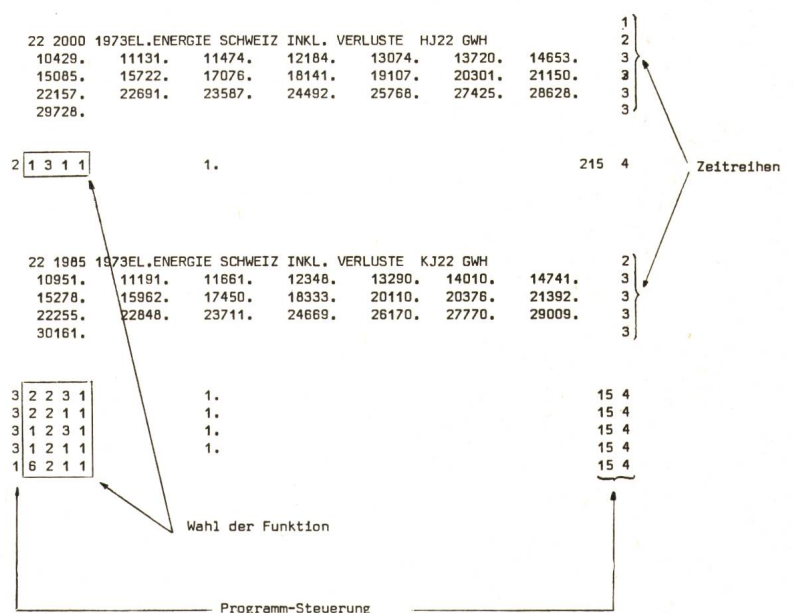 1
22 2000 1973EL.ENERGIE SCHWEIZ INKL. VERLUSTE HJ22 GWH 2
10429. 11131. 11474. 12184. 13074. 13720. 14653. 3
15085. 15722. 17076. 18141. 19107. 20301. 21150. 3
22157. 22691. 23587. 24492. 25768. 27425. 28628. 3
29728. 3
2 1 3 1 1 1. 215 4
Zeitreihen
22 1985 1973EL.ENERGIE SCHWEIZ INKL. VERLUSTE KJ22 GWH 2
10951. 11191. 11661. 12348. 13290. 14010. 14741. 3
15278. 15962. 17450. 18333. 20110. 20376. 21392. 3
22255. 22848. 23711. 24669. 26170. 27770. 29009. 3
30161. 3
3 2 2 3 1 1. 15 4
3 2 2 1 1 1. 15 4
3 1 2 3 1 1. 15 4
3 1 2 1 1 1. 15 4
1 6 2 1 1 15 4
Wahl der Funktion
Programm-Steuerung